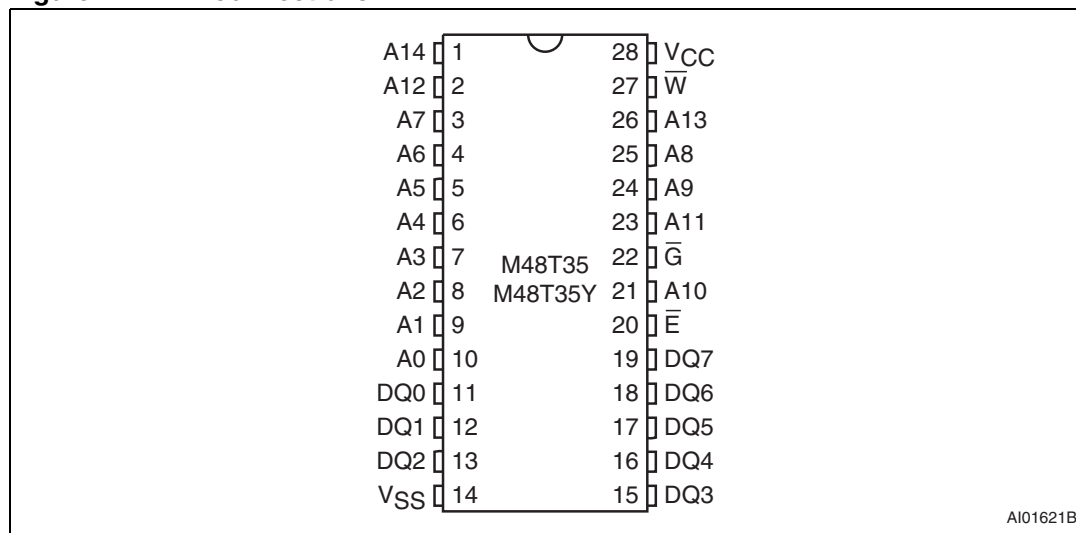 A14 1 28 VCC
A12 2 27 W̅
A7 3 26 A13
A6 4 25 A8
A5 5 24 A9
A4 6 23 A11
A3 7 M48T35 22 G̅
A2 8 M48T35Y 21 A10
A1 9 20 E̅
A0 10 19 DQ7
DQ0 11 18 DQ6
DQ1 12 17 DQ5
DQ2 13 16 DQ4
VSS 14 15 DQ3
AI01621B